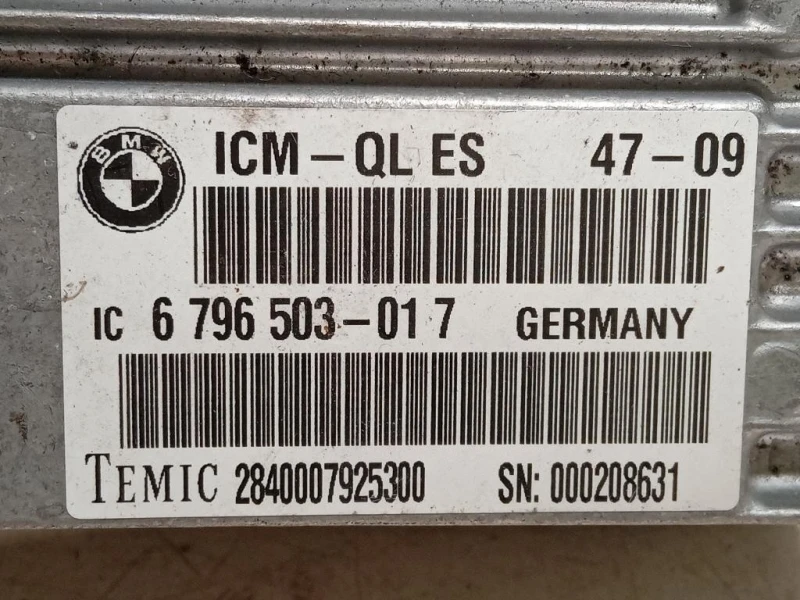 BMW
ICM-QL ES 47-09
IC 6 796 503-01 7 GERMANY
TEMIC 2840007925300 SN: 000208631